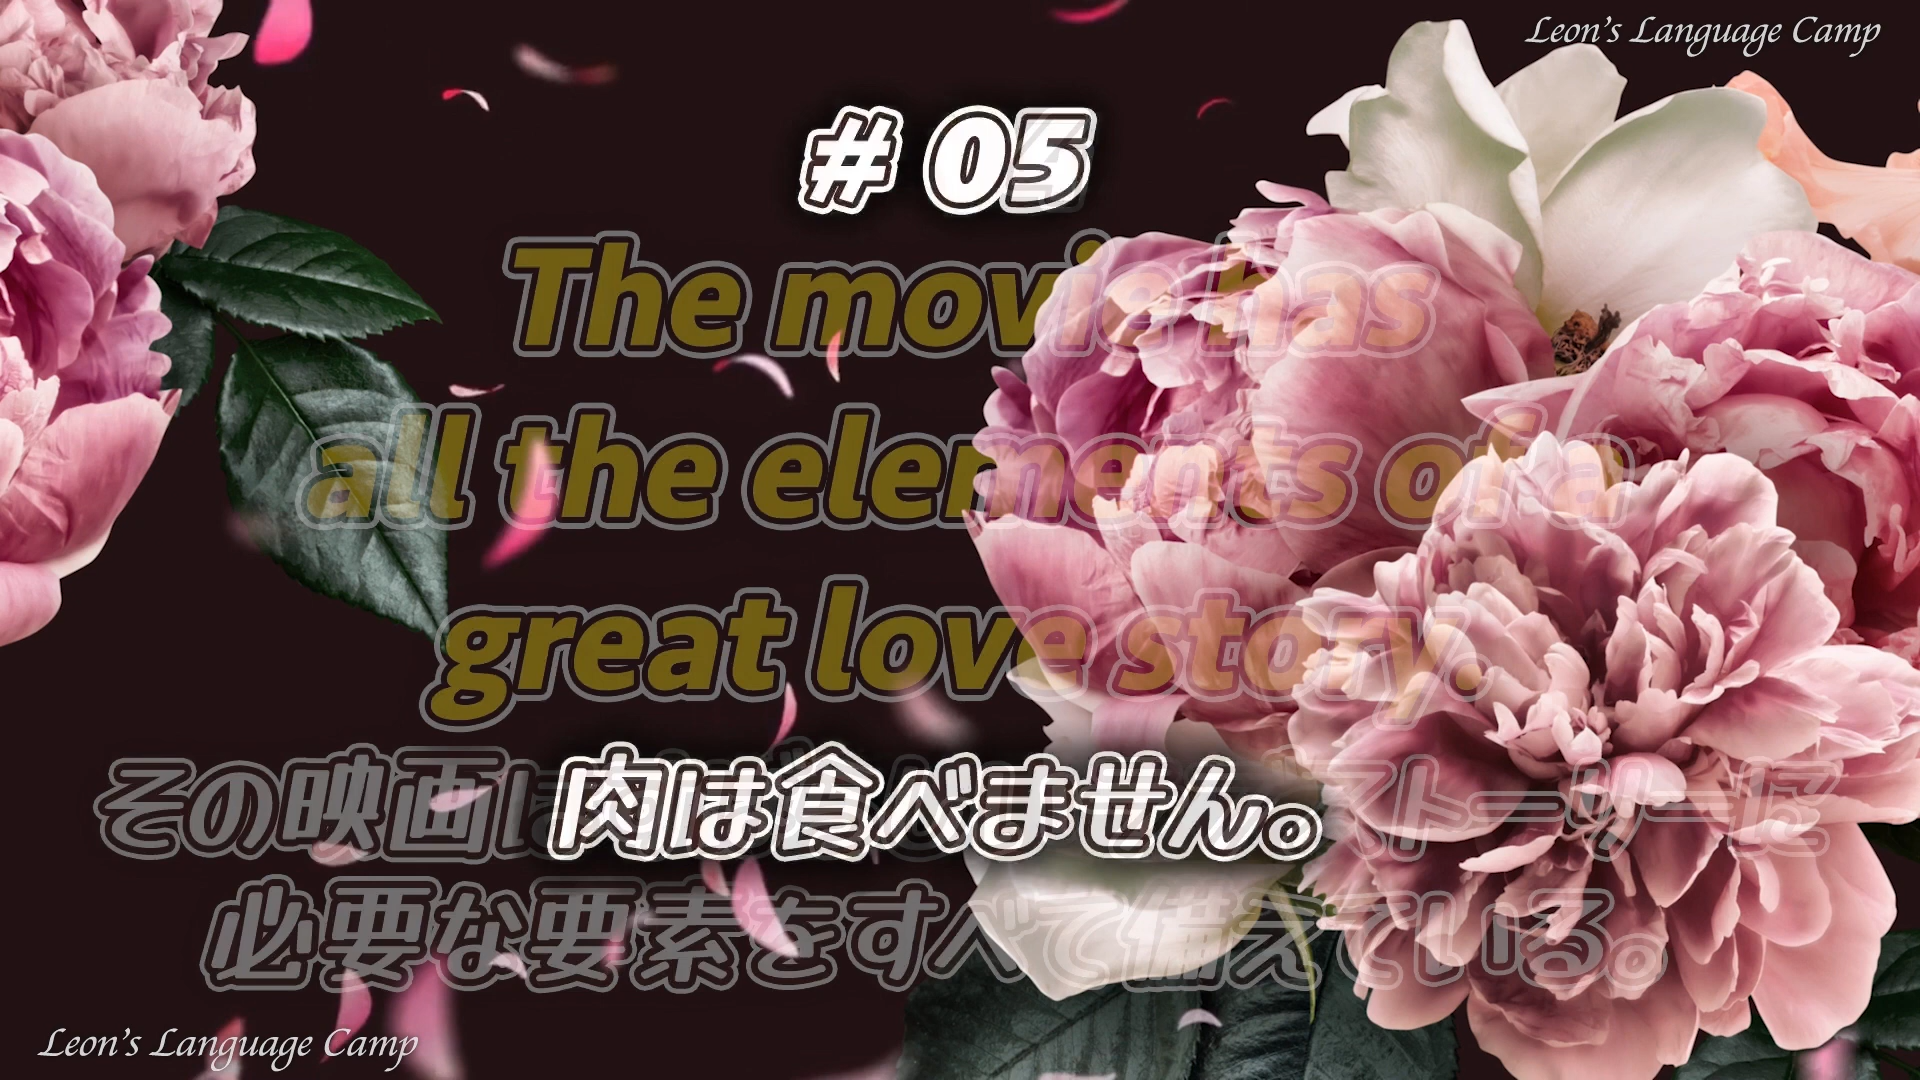 Leon's Language Camp
# 05
The movie has
all the elements of a
great love story.
肉は食べません。
その映画は ストーリーに
必要な要素をすべて備えている。
Leon's Language Camp